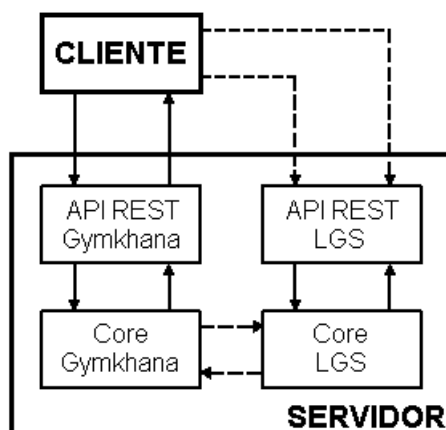 CLIENTE
API REST
Gymkhana
API REST
LGS
Core
Gymkhana
Core
LGS
SERVIDOR